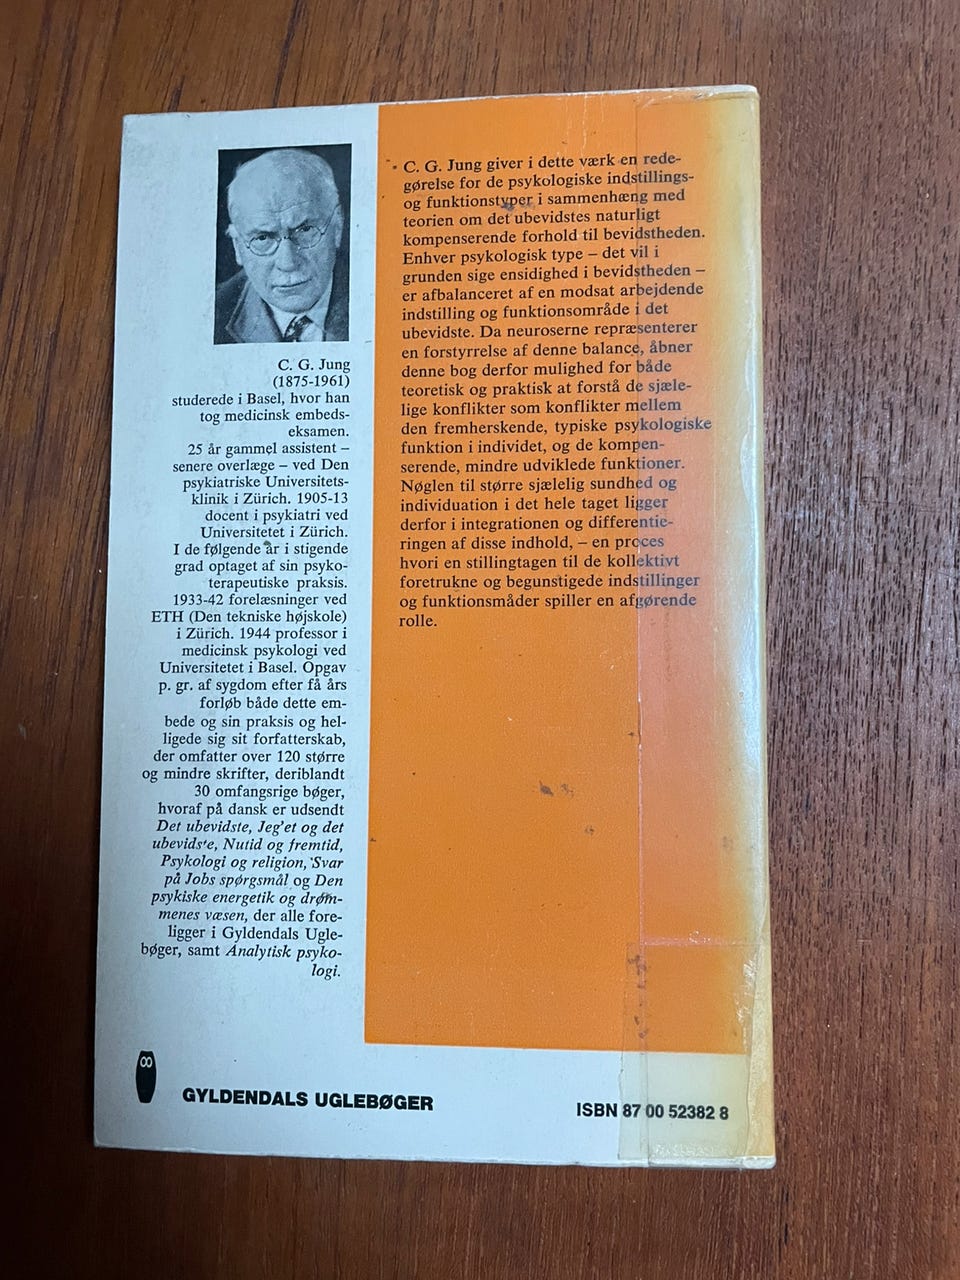 C. G. Jung
(1875-1961)
studerede i Basel, hvor han
tog medicinsk embeds-
eksamen.
25 år gammel assistent –
senere overlæge – ved Den
psykiatriske Universitets-
klinik i Zürich. 1905-13
docent i psykiatri ved
Universitetet i Zürich.
I de følgende år i stigende
grad optaget af sin psyko-
terapeutiske praksis.
1933-42 forelæsninger ved
ETH (Den tekniske højskole)
i Zürich. 1944 professor i
medicinsk psykologi ved
Universitetet i Basel. Opgav
p. gr. af sygdom efter få års
forløb både dette em-
bede og sin praksis og hel-
ligede sig sit forfatterskab,
der omfatter over 120 større
og mindre skrifter, deriblandt
30 omfangsrige bøger,
hvoraf på dansk er udsendt
Det ubevidste, Jeg'et og det
ubevidste, Nutid og fremtid,
Psykologi og religion, Svar
på Jobs spørgsmål og Den
psykiske energetik og drøm-
menes væsen, der alle fore-
ligger i Gyldendals Ugle-
bøger, samt Analytisk psyko-
logi.
C. G. Jung giver i dette værk en rede-
gørelse for de psykologiske indstillings-
og funktionstyper i sammenhæng med
teorien om det ubevidstes naturligt
kompenserende forhold til bevidstheden.
Enhver psykologisk type – det vil i
grunden sige ensidighed i bevidstheden –
er afbalanceret af en modsat arbejdende
indstilling og funktionsområde i det
ubevidste. Da neuroserne repræsenterer
en forstyrrelse af denne balance, åbner
denne bog derfor mulighed for både
teoretisk og praktisk at forstå de sjæle-
lige konflikter som konflikter mellem
den fremherskende, typiske psykologiske
funktion i individet, og de kompen-
serende, mindre udviklede funktioner.
Nøglen til større sjælelig sundhed og
individuation i det hele taget ligger
derfor i integrationen og differentie-
ringen af disse indhold, – en proces
hvori en stillingtagen til de kollektivt
foretrukne og begunstigede indstillinger
og funktionsmåder spiller en afgørende
rolle.
GYLDENDALS UGLEBØGER
ISBN 87 00 52382 8